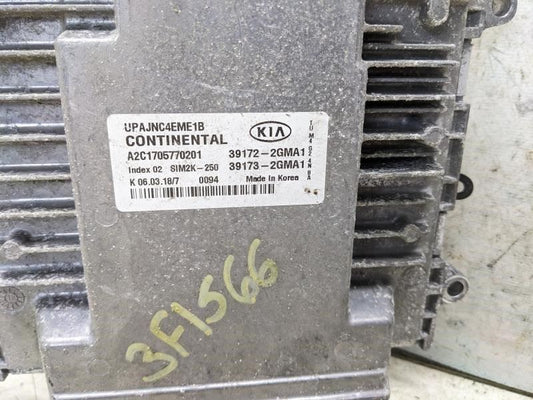 UPAJNC4EME1B
CONTINENTAL
KIA
A2C1705770201 39172-2GMA1
Index 02 SIM2K-250 39173-2GMA1
K 06.03.18/7 0094 Made In Korea
3F1566